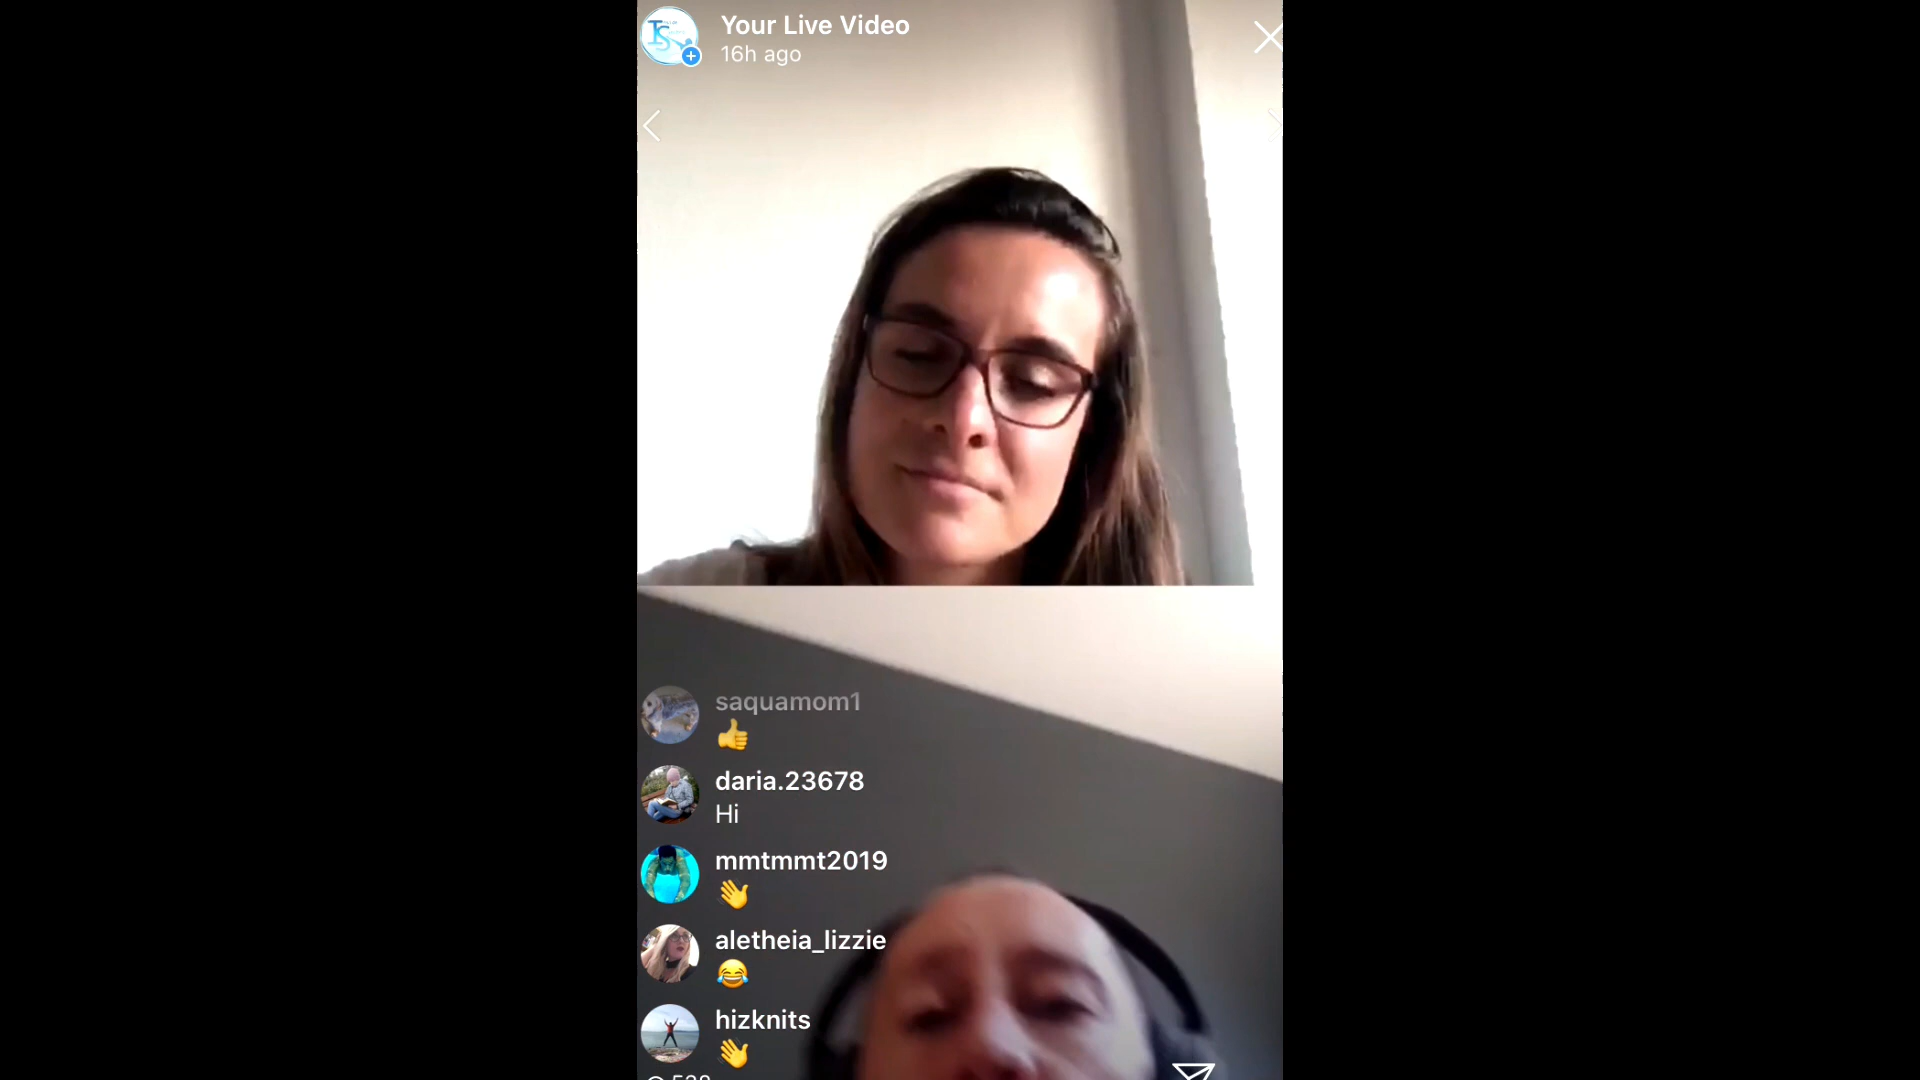 Your Live Video
16h ago
saquamom1
👍
daria.23678
Hi
mmtmmt2019
👋
aletheia_lizzie
😂
hizknits
👋